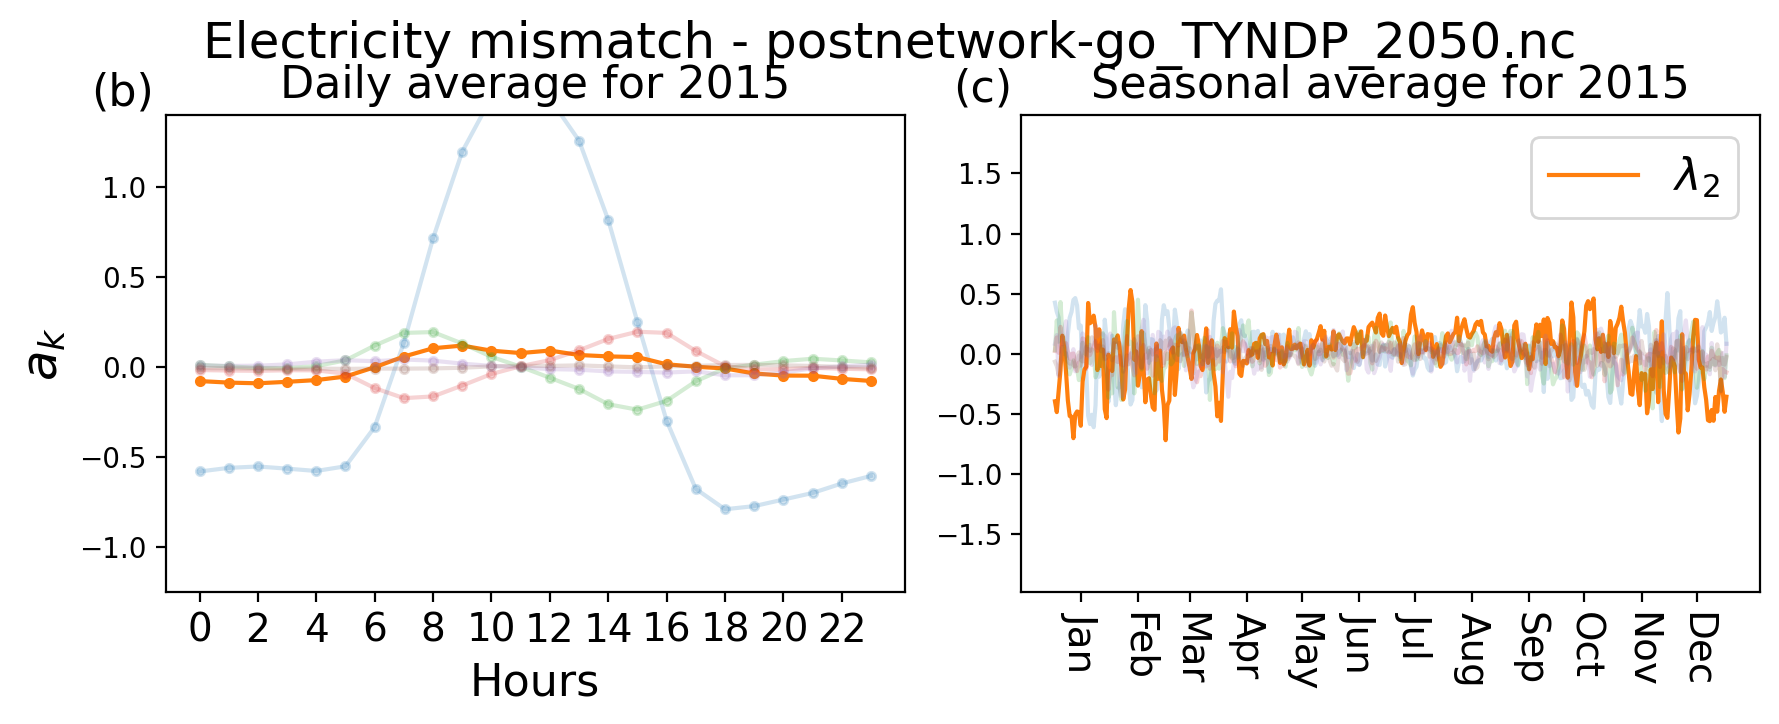 Electricity mismatch - postnetwork-go_TYNDP_2050.nc
(b)
Daily average for 2015
1.0
0.5
0.0
−0.5
−1.0
a_k
0 2 4 6 8 10 12 14 16 18 20 22
Hours
(c)
Seasonal average for 2015
λ_2
1.5
1.0
0.5
0.0
−0.5
−1.0
−1.5
Jan Feb Mar Apr May Jun Jul Aug Sep Oct Nov Dec